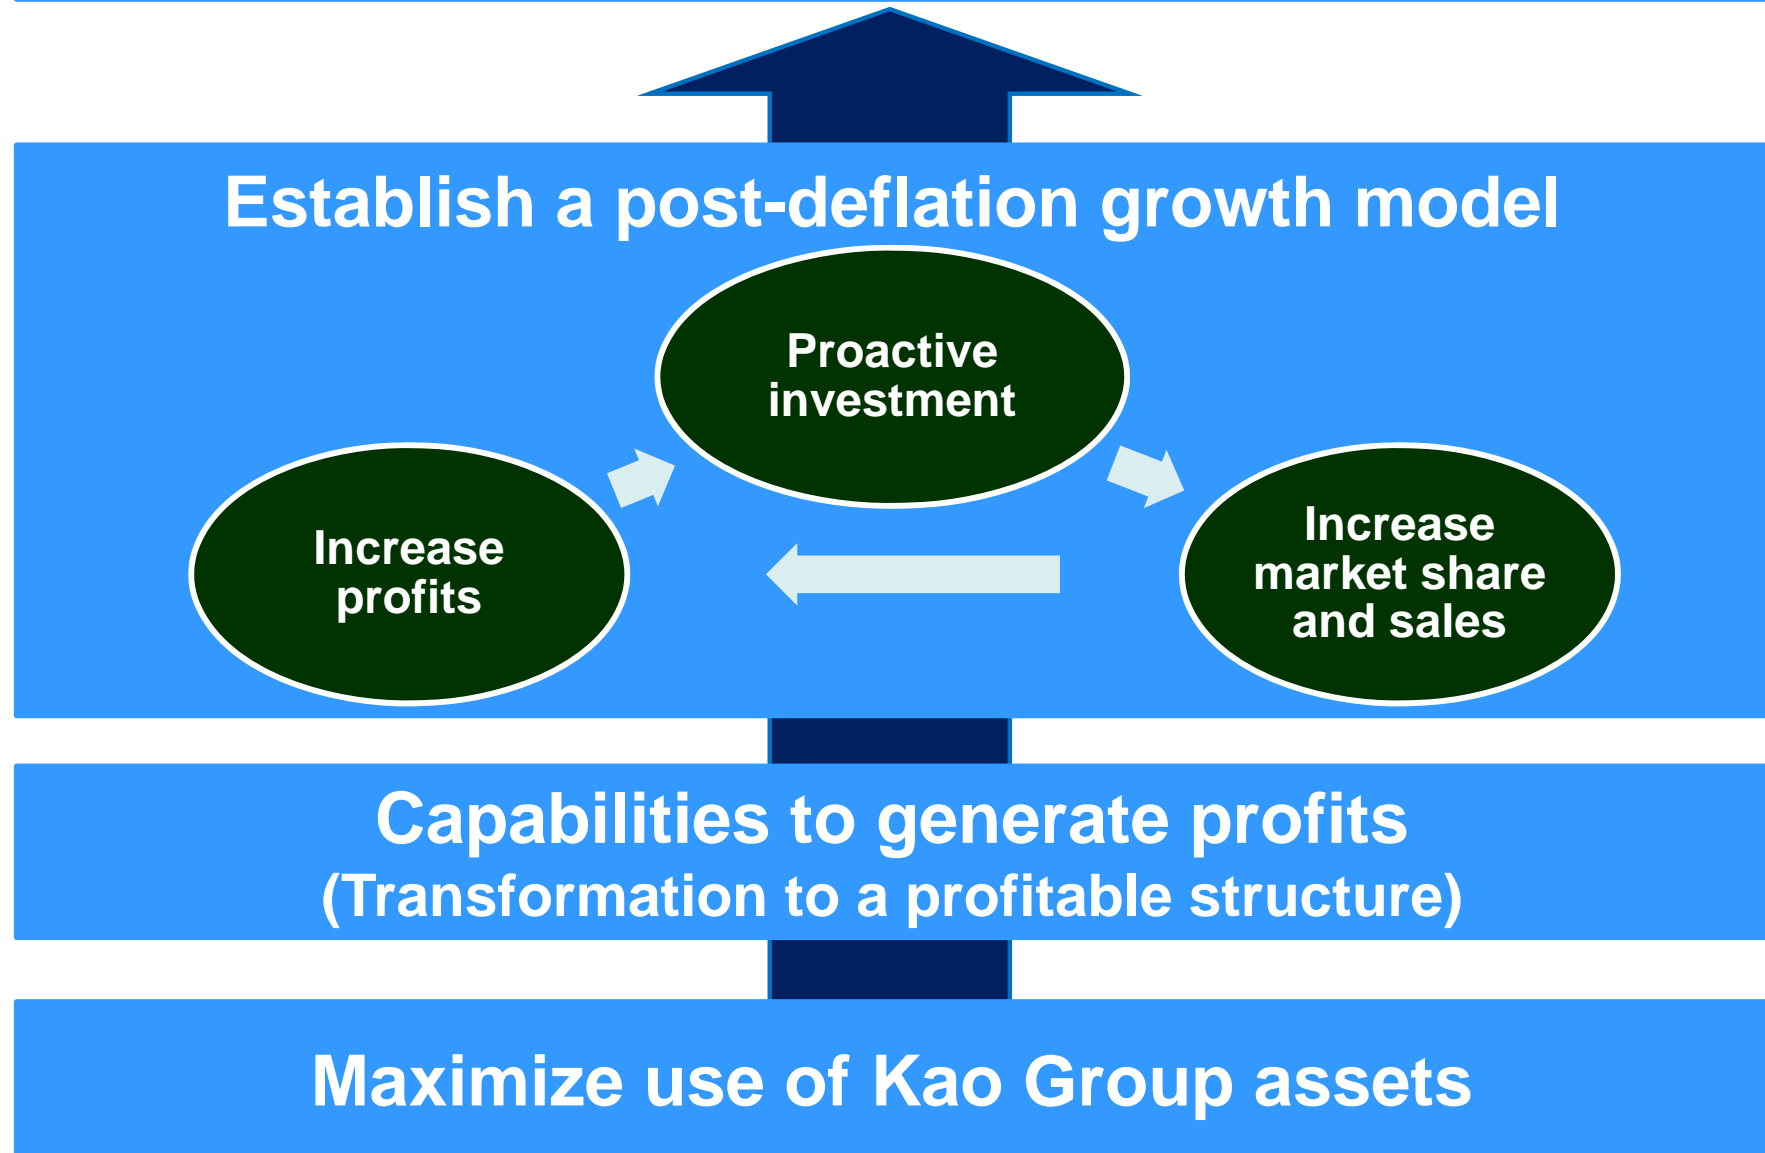 Establish a post-deflation growth model
Proactive
investment
Increase
profits
Increase
market share
and sales
Capabilities to generate profits
(Transformation to a profitable structure)
Maximize use of Kao Group assets